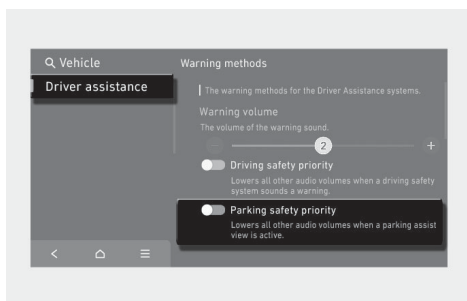 Vehicle
Warning methods
Driver assistance
The warning methods for the Driver Assistance systems.
Warning volume
The volume of the warning sound.
− 2 +
Driving safety priority
Lowers all other audio volumes when a driving safety
system sounds a warning.
Parking safety priority
Lowers all other audio volumes when a parking assist
view is active.